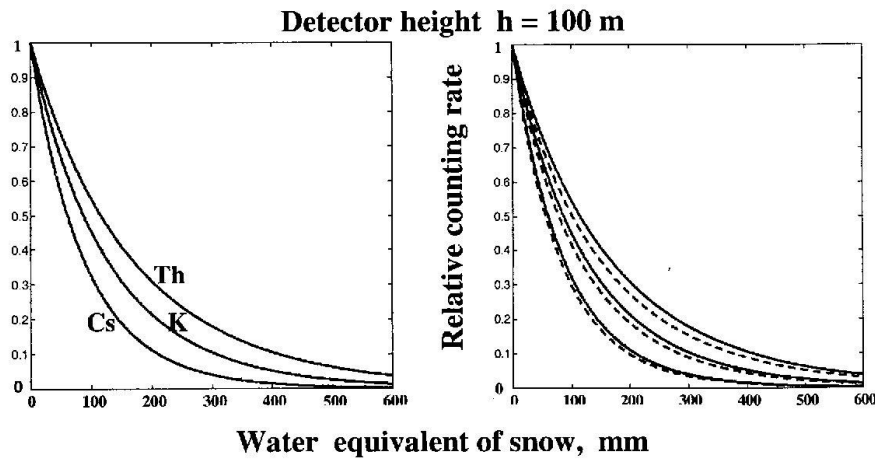 Detector height h = 100 m
1
0.9
0.8
0.7
0.6
0.5
0.4
0.3
0.2
0.1
0
0 100 200 300 400 500 600
Th
K
Cs
Relative counting rate
1
0.9
0.8
0.7
0.6
0.5
0.4
0.3
0.2
0.1
0
0 100 200 300 400 500 600
Water equivalent of snow, mm